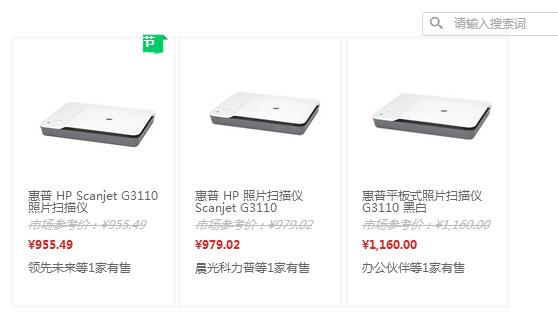 请输入搜索词
节
惠普 HP Scanjet G3110
照片扫描仪
市场参考价：¥955.49
¥955.49
领先未来等1家有售
惠普 HP 照片扫描仪
Scanjet G3110
市场参考价：¥979.02
¥979.02
晨光科力普等1家有售
惠普平板式照片扫描仪
G3110 黑白
市场参考价：¥1,160.00
¥1,160.00
办公伙伴等1家有售